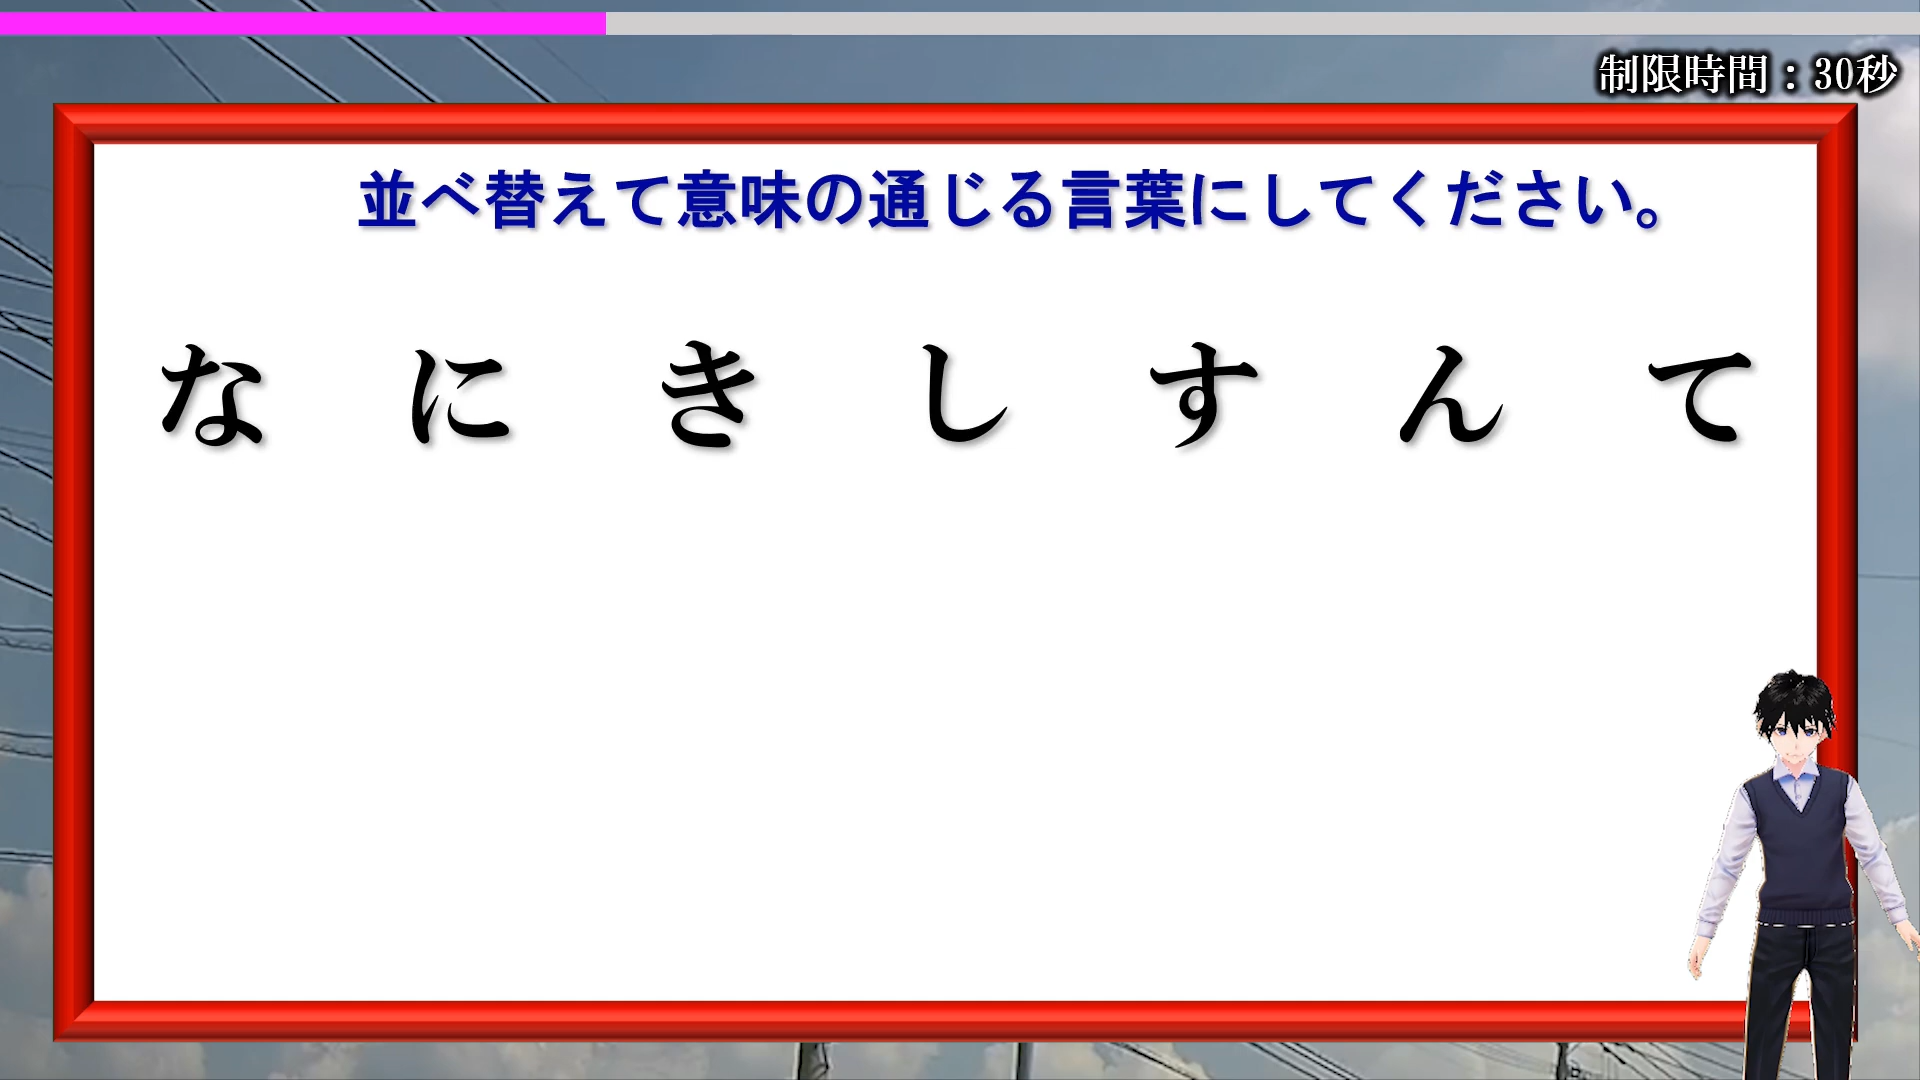 制限時間：30秒
並べ替えて意味の通じる言葉にしてください。
な に き し す ん て